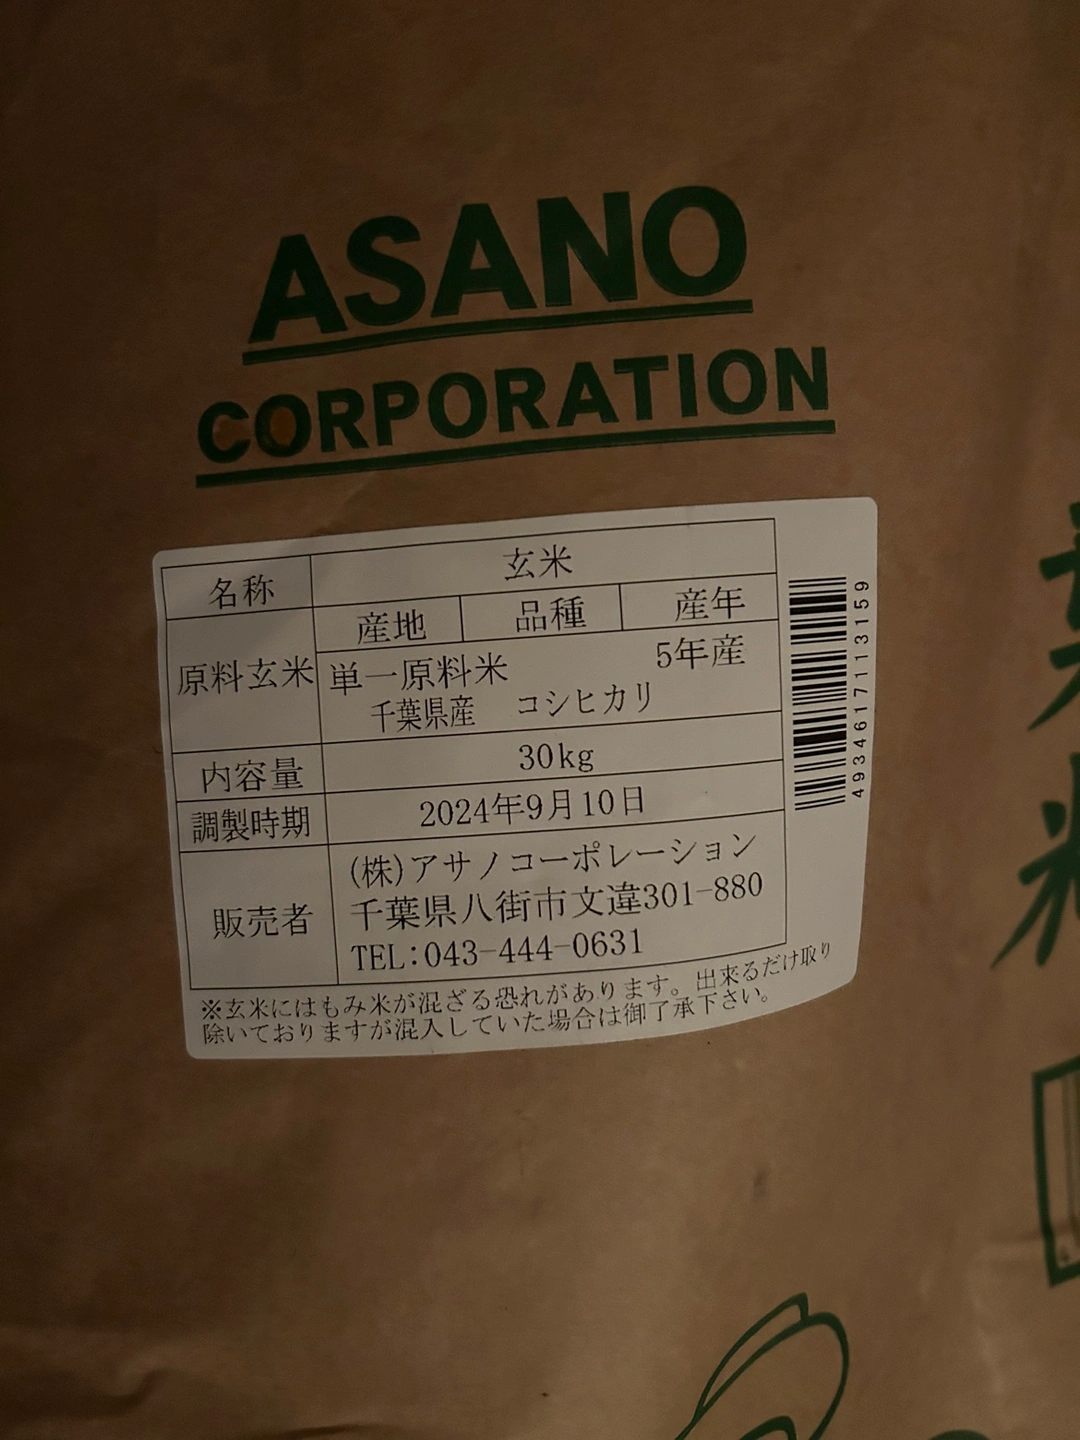 ASANO
CORPORATION
名称 玄米
原料玄米 産地 品種 産年
単一原料米 5年産
千葉県産 コシヒカリ
内容量 30kg
調製時期 2024年9月10日
販売者 (株)アサノコーポレーション
千葉県八街市文違301-880
TEL:043-444-0631
※玄米にはもみ米が混ざる恐れがあります。出来るだけ取り
除いておりますが混入していた場合は御了承下さい。
4934617113159